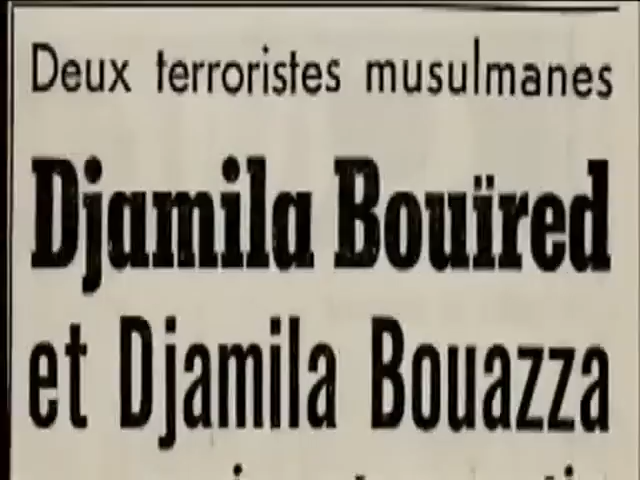 Deux terroristes musulmanes
Djamila Bouïred
et Djamila Bouazza